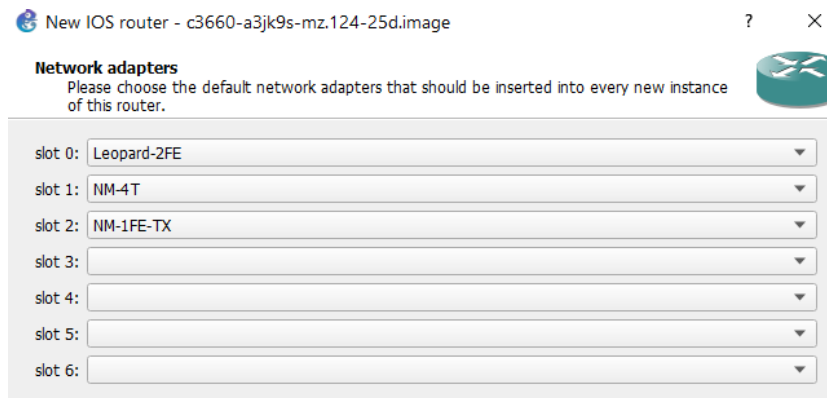 New IOS router - c3660-a3jk9s-mz.124-25d.image ? ×
Network adapters
Please choose the default network adapters that should be inserted into every new instance
of this router.
slot 0: Leopard-2FE
slot 1: NM-4T
slot 2: NM-1FE-TX
slot 3:
slot 4:
slot 5:
slot 6: